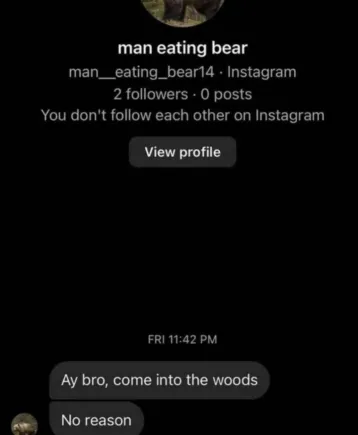 man eating bear
man__eating_bear14 · Instagram
2 followers · 0 posts
You don't follow each other on Instagram
View profile
FRI 11:42 PM
Ay bro, come into the woods
No reason